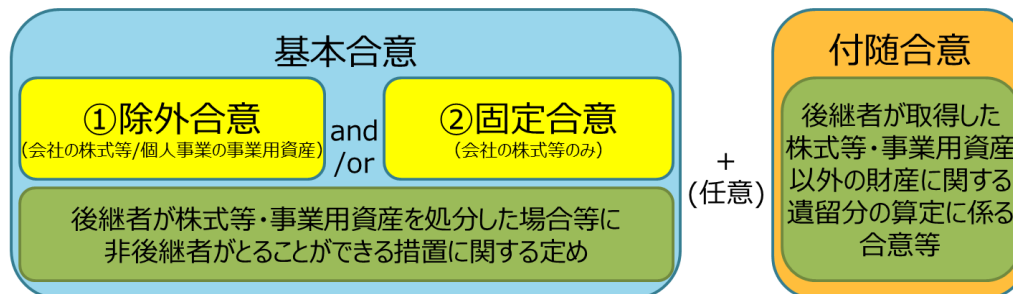 基本合意
①除外合意
(会社の株式等/個人事業の事業用資産)
and
/or
②固定合意
(会社の株式等のみ)
後継者が株式等・事業用資産を処分した場合等に
非後継者がとることができる措置に関する定め
+
(任意)
付随合意
後継者が取得した
株式等・事業用資産
以外の財産に関する
遺留分の算定に係る
合意等